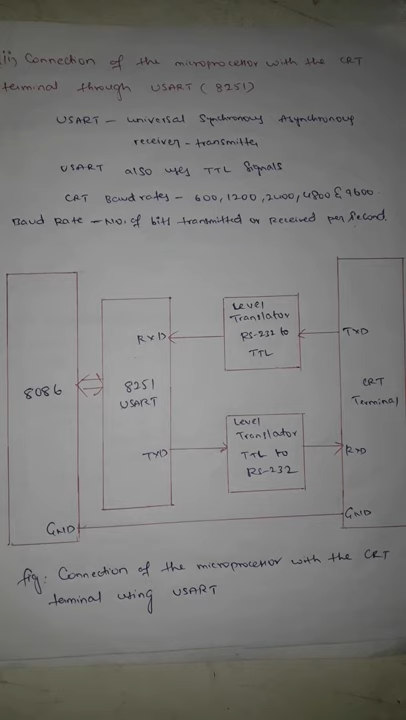 iii, Connection of the microprocessor with the CRT
terminal through USART (8251)
USART - universal Synchronous Asynchronous
receiver - transmitter
USART also uses TTL Signals
CRT Baud rates - 600, 1200, 2400, 4800 & 9600.
Baud Rate - No. of bits transmitted or Received per Second.
8086
GND
RXD
8251
USART
TXD
Level
Translator
RS-232 to
TTL
Level
Translator
TTL to
RS-232
TXD
CRT
Terminal
RXD
GND
fig: Connection of the microprocessor with the CRT
terminal using USART